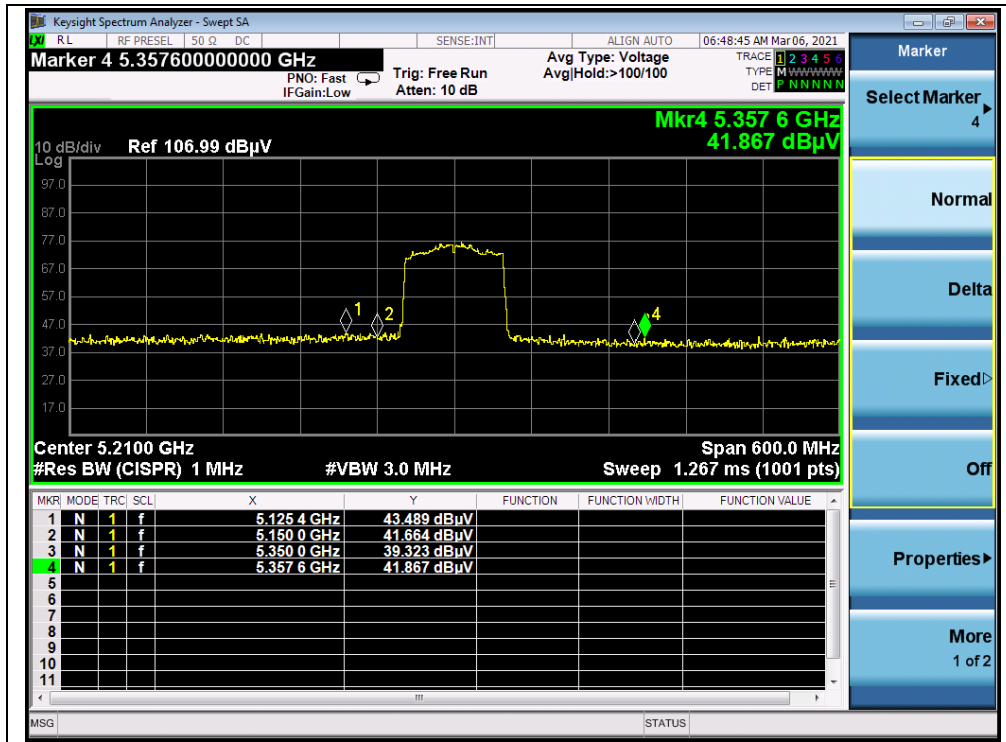 Keysight Spectrum Analyzer - Swept SA
LXI RL RF PRESEL 50 Ω DC SENSE:INT ALIGN AUTO 06:48:45 AM Mar 06, 2021
Marker 4 5.357600000000 GHz
PNO: Fast
IFGain:Low
Trig: Free Run
Atten: 10 dB
Avg Type: Voltage
Avg|Hold:>100/100
TRACE 1 2 3 4 5 6
TYPE M WWWWW
DET P N N N N N
Mkr4 5.357 6 GHz
41.867 dBµV
10 dB/div Ref 106.99 dBµV
Log
97.0
87.0
77.0
67.0
57.0
47.0
37.0
27.0
17.0
1
2
4
Center 5.2100 GHz Span 600.0 MHz
#Res BW (CISPR) 1 MHz #VBW 3.0 MHz Sweep 1.267 ms (1001 pts)
MKR MODE TRC SCL X Y FUNCTION FUNCTION WIDTH FUNCTION VALUE
1 N 1 f 5.125 4 GHz 43.489 dBµV
2 N 1 f 5.150 0 GHz 41.664 dBµV
3 N 1 f 5.350 0 GHz 39.323 dBµV
4 N 1 f 5.357 6 GHz 41.867 dBµV
5
6
7
8
9
10
11
MSG STATUS
Marker
Select Marker
4
Normal
Delta
Fixed
Off
Properties
More
1 of 2